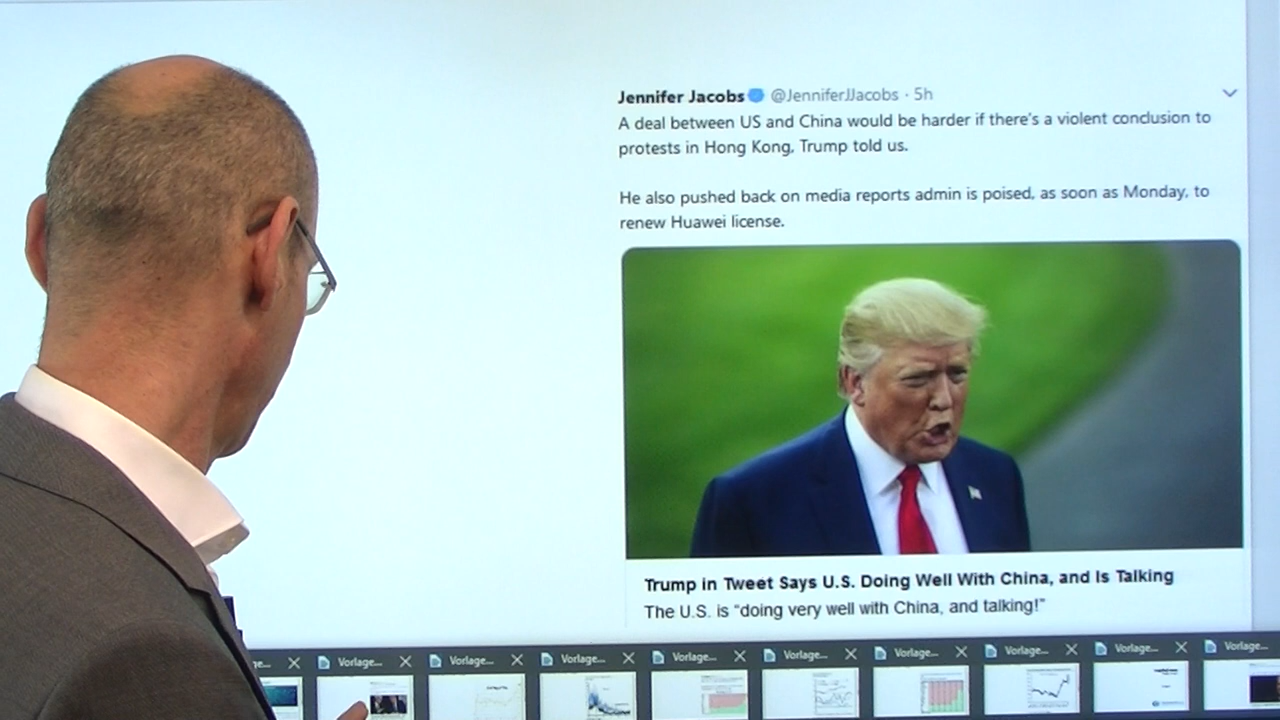 Jennifer Jacobs @JenniferJJacobs · 5h
A deal between US and China would be harder if there's a violent conclusion to
protests in Hong Kong, Trump told us.
He also pushed back on media reports admin is poised, as soon as Monday, to
renew Huawei license.
Trump in Tweet Says U.S. Doing Well With China, and Is Talking
The U.S. is “doing very well with China, and talking!”
Vorlage... Vorlage... Vorlage... Vorlage... Vorlage... Vorlage... Vorlage... Vorlage... Vorlage...